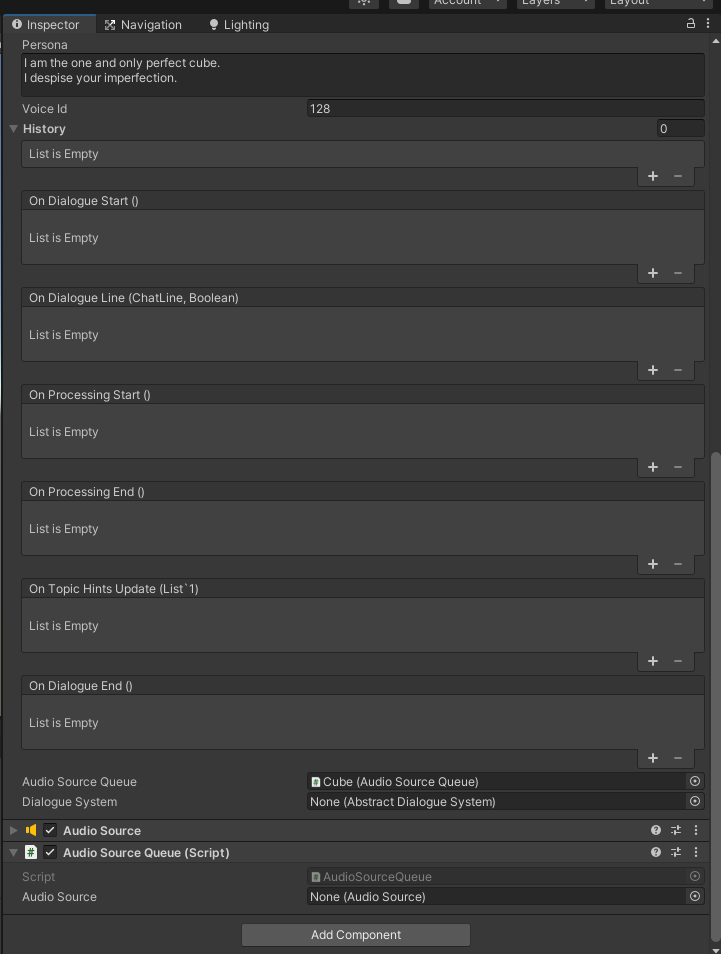 Account
Layers
Layout
Inspector
Navigation
Lighting
Persona
I am the one and only perfect cube.
I despise your imperfection.
Voice Id
128
History
0
List is Empty
On Dialogue Start ()
List is Empty
On Dialogue Line (ChatLine, Boolean)
List is Empty
On Processing Start ()
List is Empty
On Processing End ()
List is Empty
On Topic Hints Update (List`1)
List is Empty
On Dialogue End ()
List is Empty
Audio Source Queue
Cube (Audio Source Queue)
Dialogue System
None (Abstract Dialogue System)
Audio Source
Audio Source Queue (Script)
Script
AudioSourceQueue
Audio Source
None (Audio Source)
Add Component